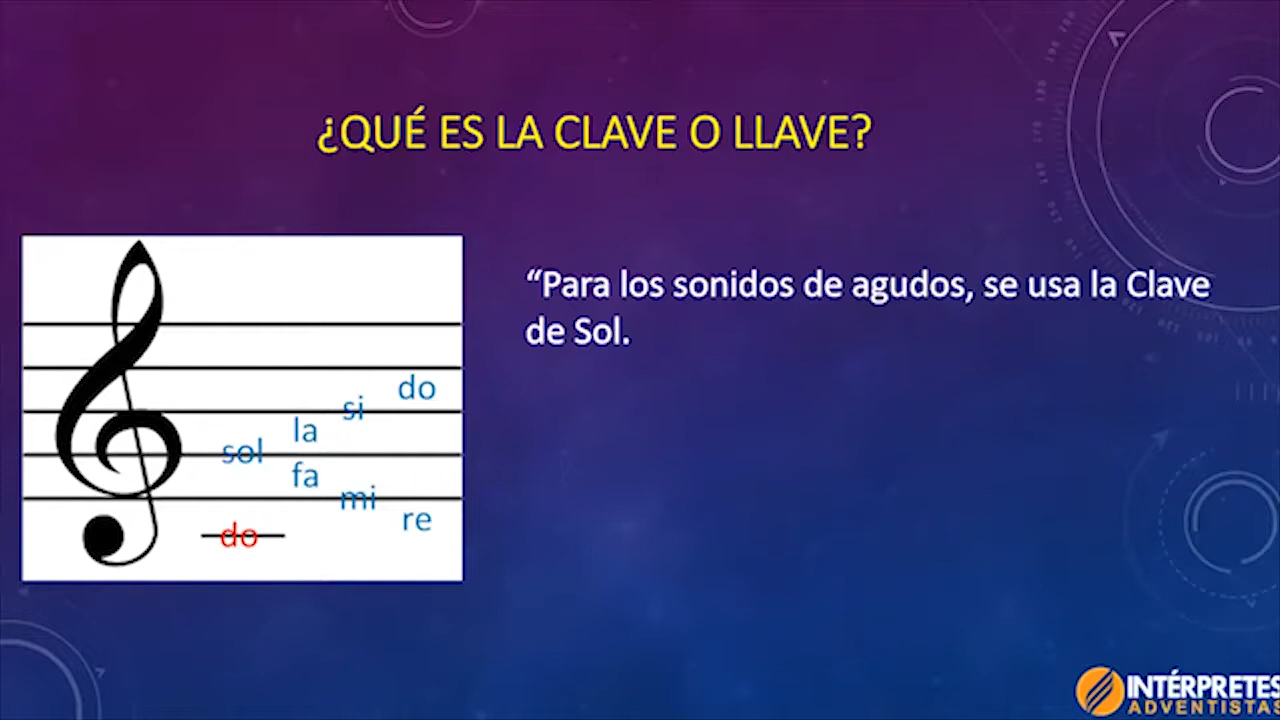 ¿QUÉ ES LA CLAVE O LLAVE?
“Para los sonidos de agudos, se usa la Clave
de Sol.
do
si
la
sol
fa
mi
re
do
INTÉRPRETES
ADVENTISTAS